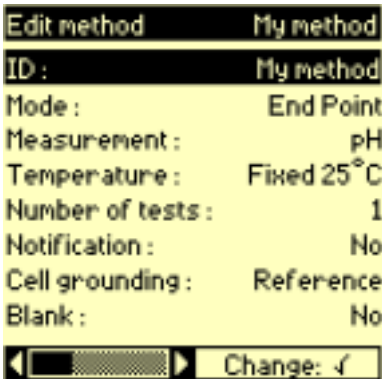 Edit method My method
ID : My method
Mode : End Point
Measurement : pH
Temperature : Fixed 25°C
Number of tests : 1
Notification : No
Cell grounding : Reference
Blank : No
Change: √